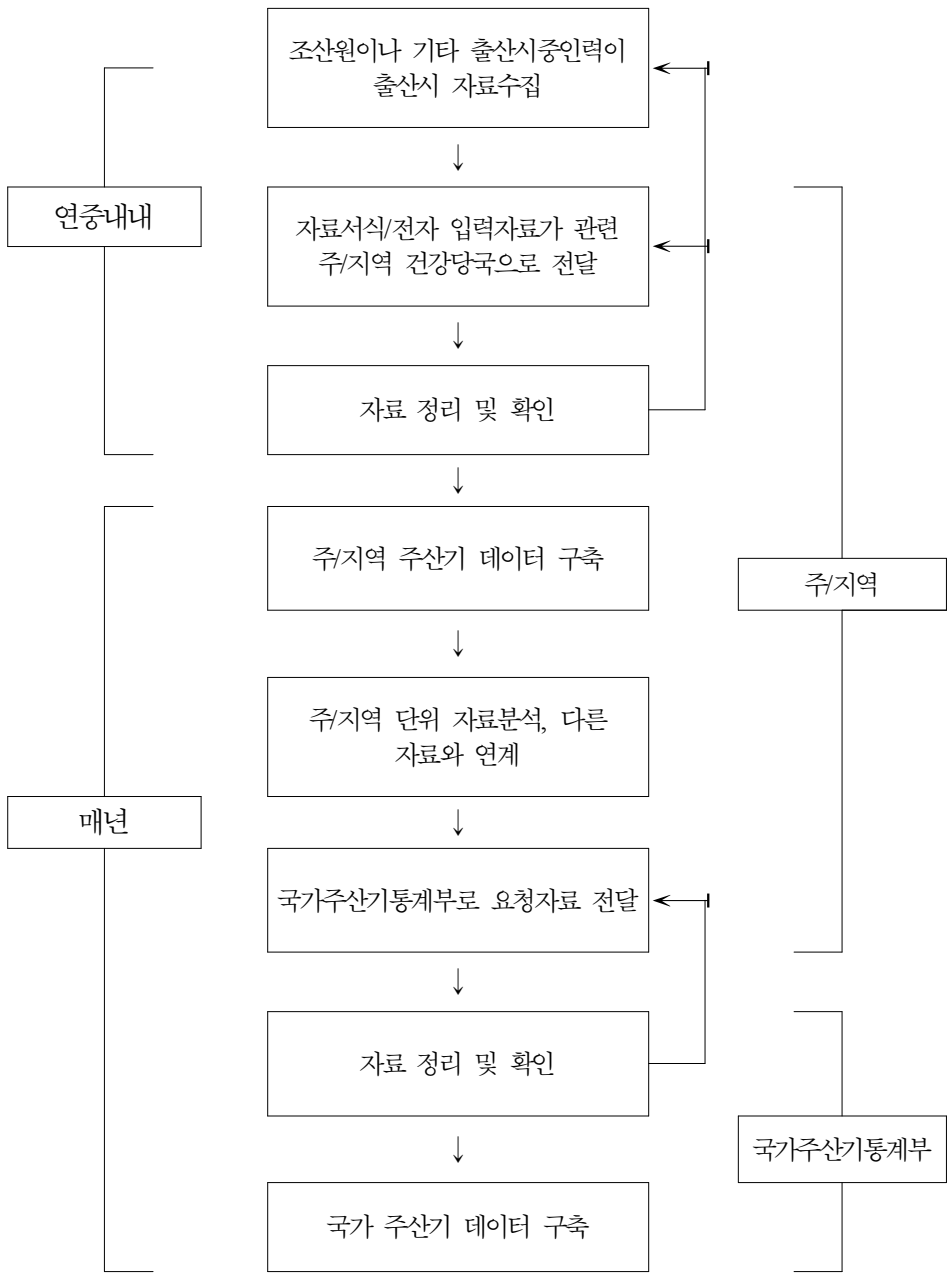 조산원이나 기타 출산시중인력이
출산시 자료수집
연중내내
자료서식/전자 입력자료가 관련
주/지역 건강당국으로 전달
자료 정리 및 확인
주/지역 주산기 데이터 구축
주/지역
주/지역 단위 자료분석, 다른
자료와 연계
매년
국가주산기통계부로 요청자료 전달
자료 정리 및 확인
국가주산기통계부
국가 주산기 데이터 구축